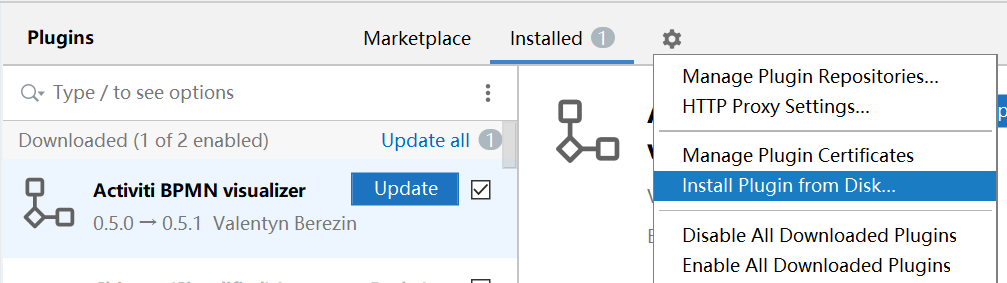 Plugins
Marketplace
Installed 1
Type / to see options
Downloaded (1 of 2 enabled)
Update all 1
Activiti BPMN visualizer
Update
0.5.0 → 0.5.1 Valentyn Berezin
Manage Plugin Repositories...
HTTP Proxy Settings...
Manage Plugin Certificates
Install Plugin from Disk...
Disable All Downloaded Plugins
Enable All Downloaded Plugins